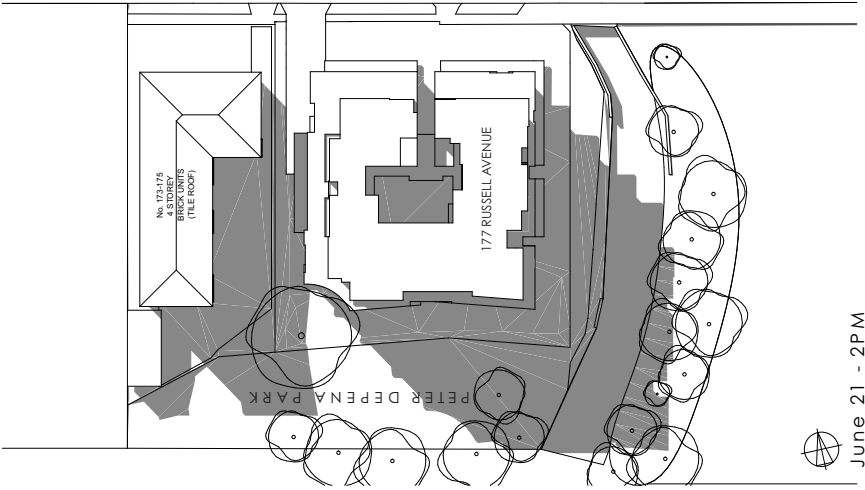 No. 173-175
4 STOREY
BRICK UNITS
(TILE ROOF)
177 RUSSELL AVENUE
PETER DEPENA PARK
June 21 - 2PM